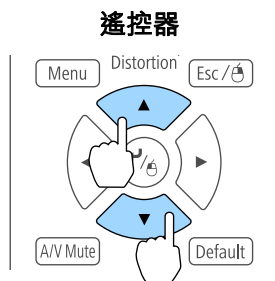 遙控器
Distortion
Menu
Esc/
A/V Mute
Default